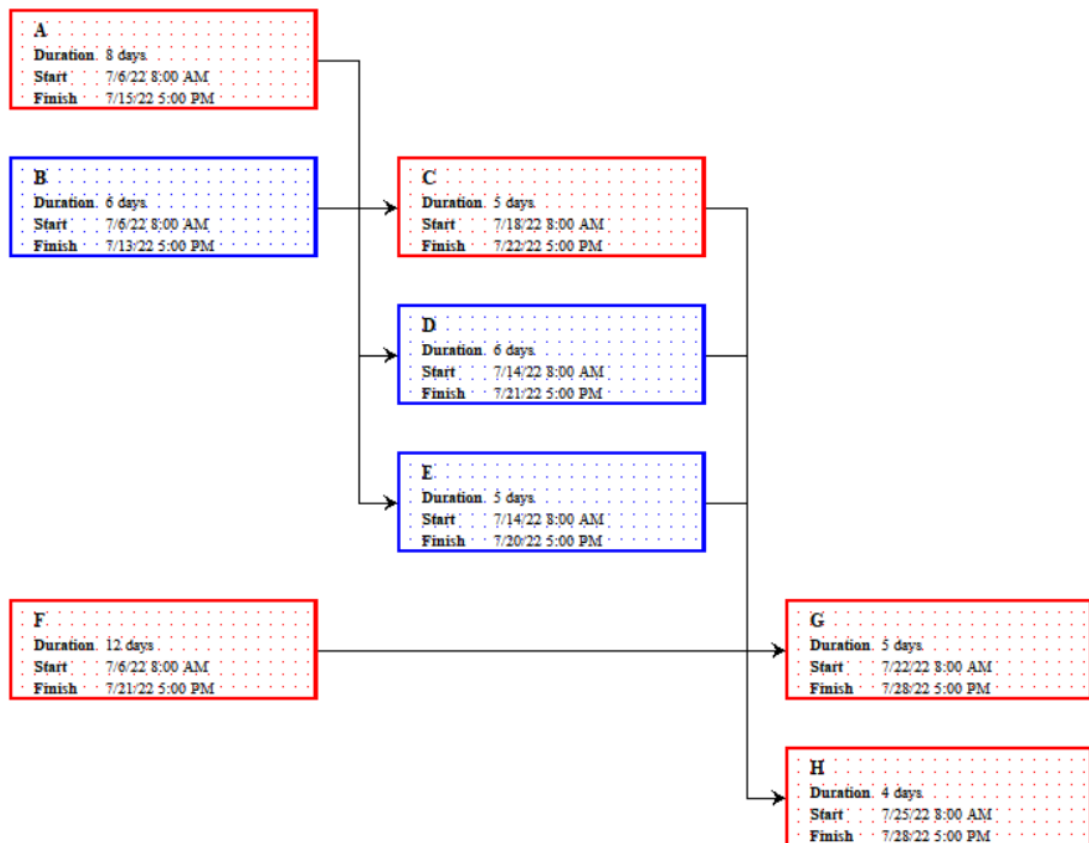 A
Duration 8 days
Start 7/6/22 8:00 AM
Finish 7/15/22 5:00 PM
B
Duration 6 days
Start 7/6/22 8:00 AM
Finish 7/13/22 5:00 PM
C
Duration 5 days
Start 7/18/22 8:00 AM
Finish 7/22/22 5:00 PM
D
Duration 6 days
Start 7/14/22 8:00 AM
Finish 7/21/22 5:00 PM
E
Duration 5 days
Start 7/14/22 8:00 AM
Finish 7/20/22 5:00 PM
F
Duration 12 days
Start 7/6/22 8:00 AM
Finish 7/21/22 5:00 PM
G
Duration 5 days
Start 7/22/22 8:00 AM
Finish 7/28/22 5:00 PM
H
Duration 4 days
Start 7/25/22 8:00 AM
Finish 7/28/22 5:00 PM